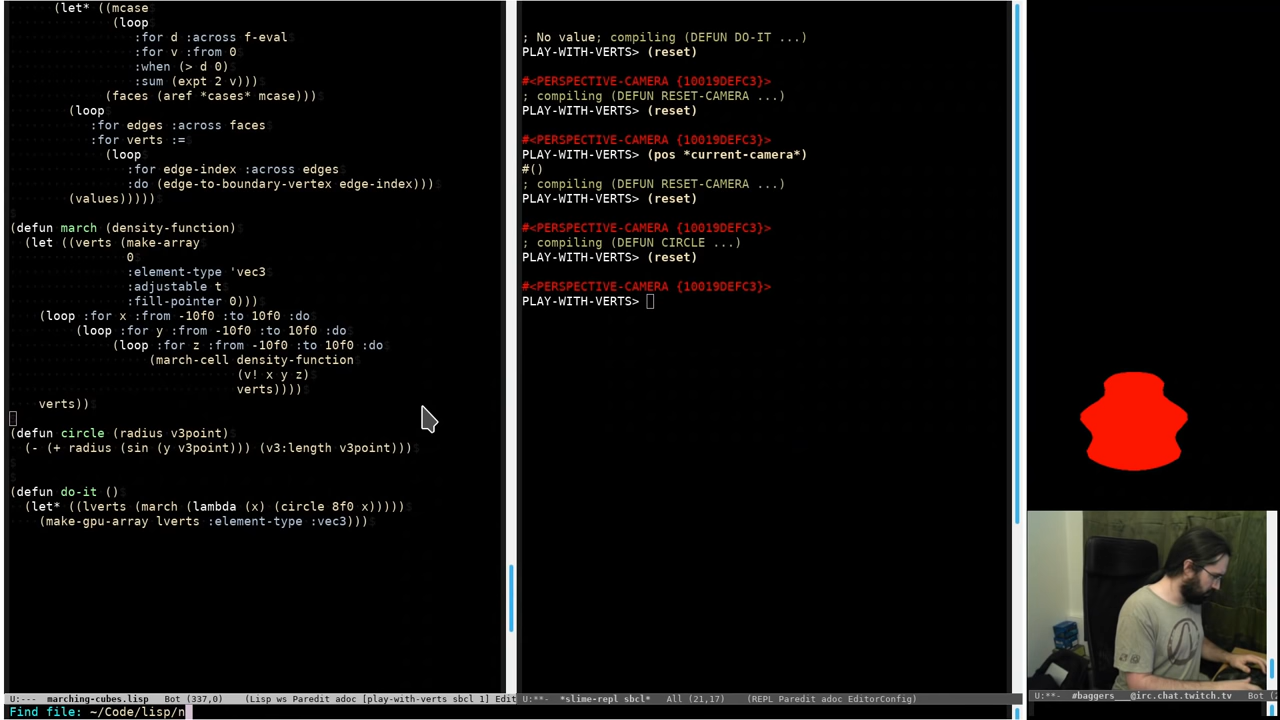 (let* ((mcase
(loop
:for d :across f-eval
:for v :from 0
:when (> d 0)
:sum (expt 2 v)))
(faces (aref *cases* mcase)))
(loop
:for edges :across faces
:for verts :=
(loop
:for edge-index :across edges
:do (edge-to-boundary-vertex edge-index)))
(values)))))
(defun march (density-function)
(let ((verts (make-array
0
:element-type 'vec3
:adjustable t
:fill-pointer 0)))
(loop :for x :from -10f0 :to 10f0 :do
(loop :for y :from -10f0 :to 10f0 :do
(loop :for z :from -10f0 :to 10f0 :do
(march-cell density-function
(v! x y z)
verts))))
verts))
(defun circle (radius v3point)
(- (+ radius (sin (y v3point))) (v3:length v3point)))
(defun do-it ()
(let* ((lverts (march (lambda (x) (circle 8f0 x)))))
(make-gpu-array lverts :element-type :vec3)))
U:--- marching-cubes.lisp Bot (337,0) (Lisp ws Paredit adoc [play-with-verts sbcl 1] Edit
Find file: ~/Code/lisp/n
; No value; compiling (DEFUN DO-IT ...)
PLAY-WITH-VERTS> (reset)
#<PERSPECTIVE-CAMERA {10019DEFC3}>
; compiling (DEFUN RESET-CAMERA ...)
PLAY-WITH-VERTS> (reset)
#<PERSPECTIVE-CAMERA {10019DEFC3}>
PLAY-WITH-VERTS> (pos *current-camera*)
#()
; compiling (DEFUN RESET-CAMERA ...)
PLAY-WITH-VERTS> (reset)
#<PERSPECTIVE-CAMERA {10019DEFC3}>
; compiling (DEFUN CIRCLE ...)
PLAY-WITH-VERTS> (reset)
#<PERSPECTIVE-CAMERA {10019DEFC3}>
PLAY-WITH-VERTS>
U:**- *slime-repl sbcl* All (21,17) (REPL Paredit adoc EditorConfig)
U:**- #baggers___@irc.chat.twitch.tv Bot (2